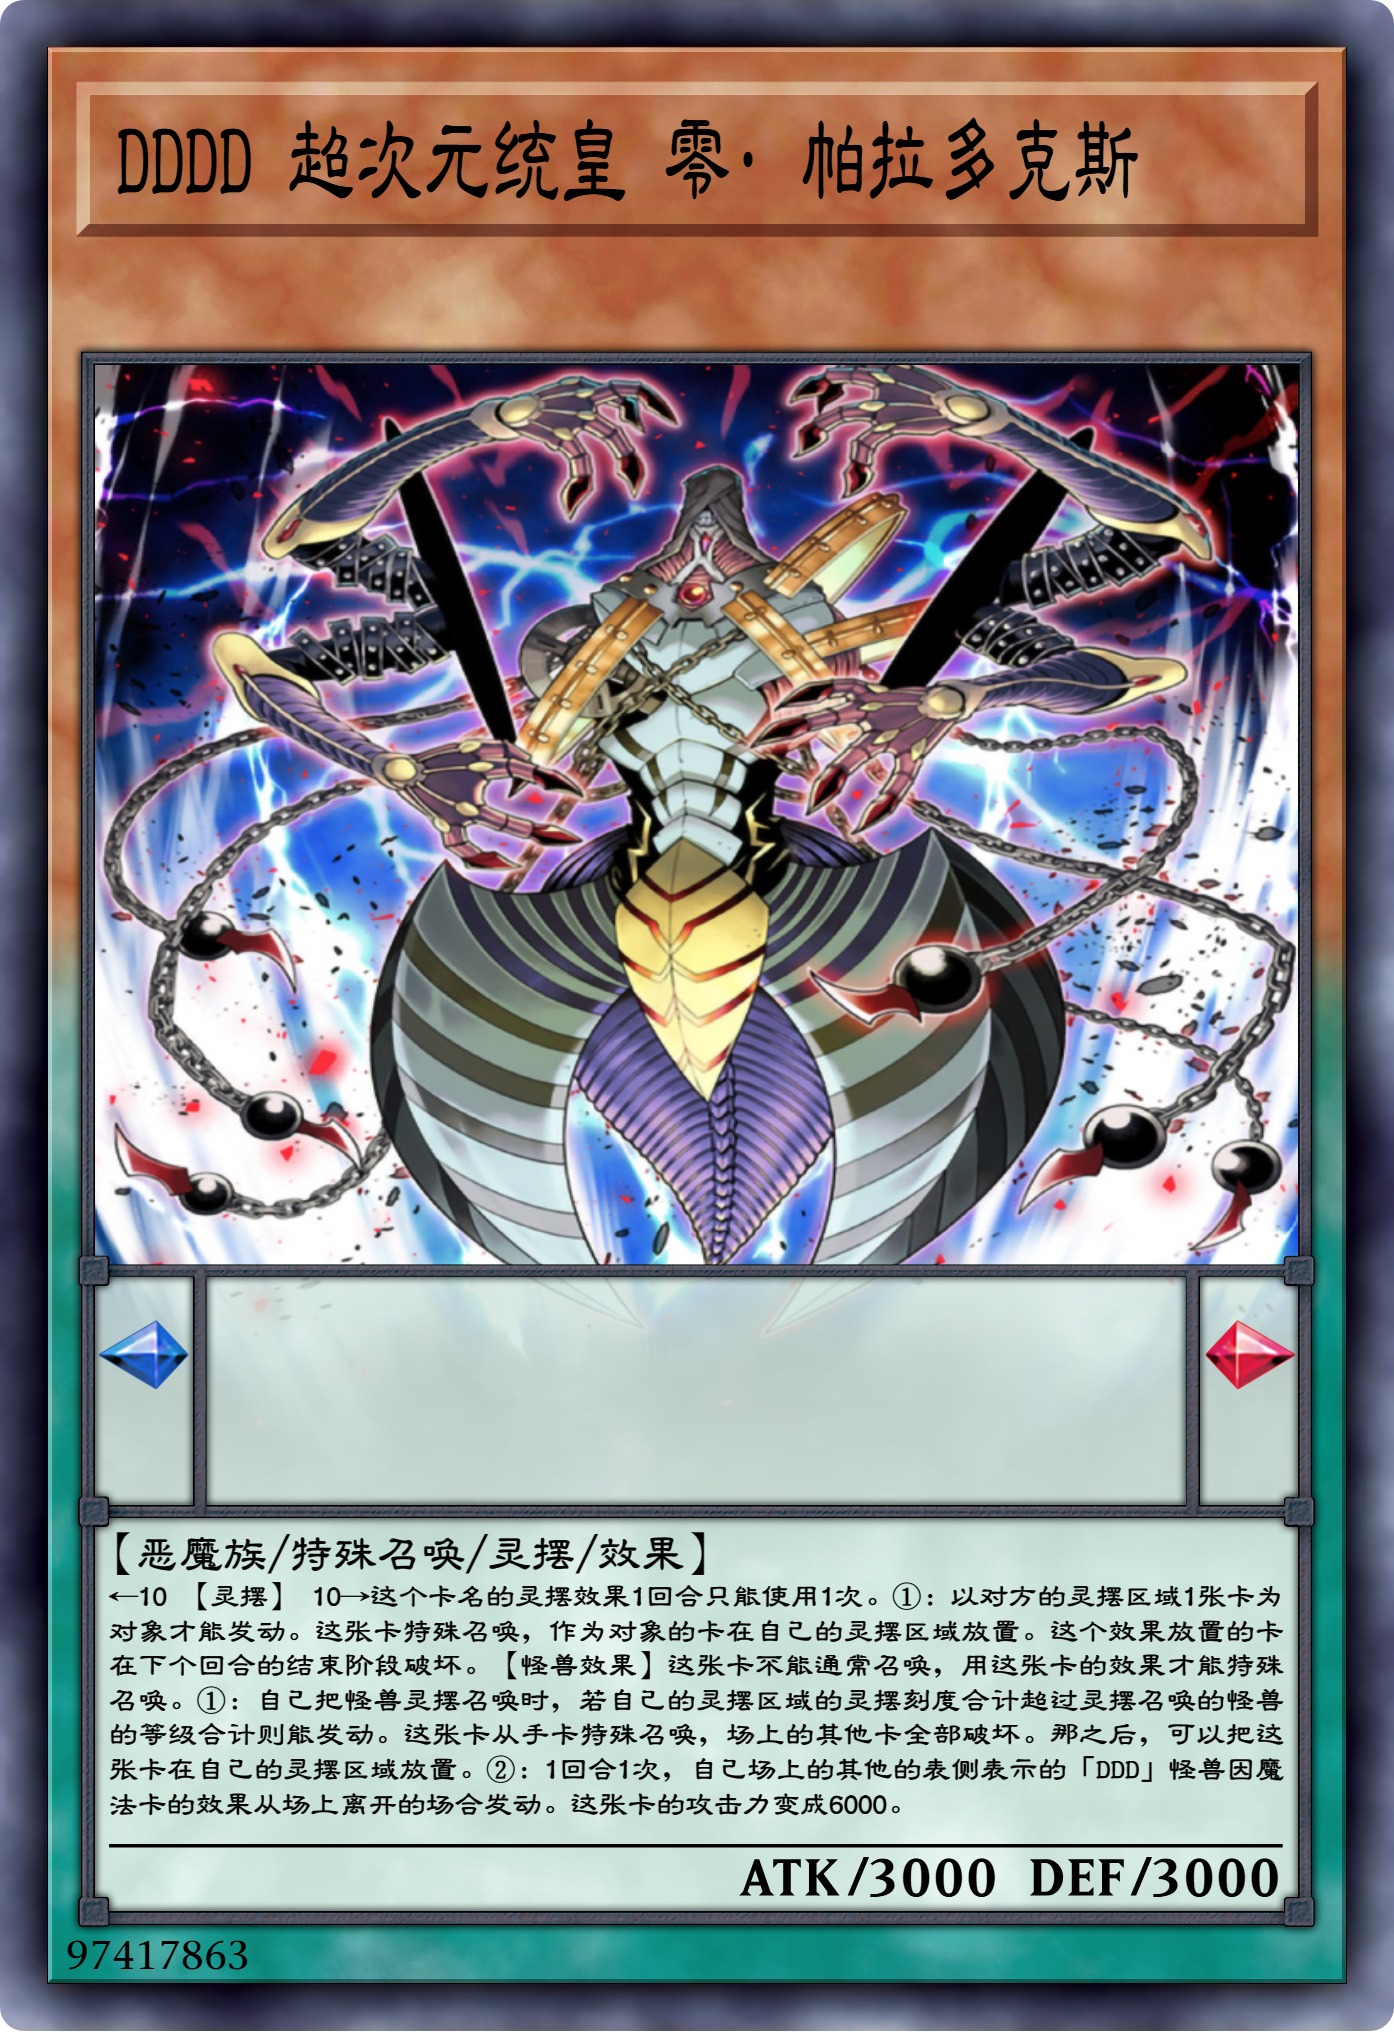 DDDD 超次元统皇 零· 帕拉多克斯
【恶魔族/特殊召唤/灵摆/效果】
←10 【灵摆】 10→这个卡名的灵摆效果1回合只能使用1次。①：以对方的灵摆区域1张卡为
对象才能发动。这张卡特殊召唤，作为对象的卡在自己的灵摆区域放置。这个效果放置的卡
在下个回合的结束阶段破坏。【怪兽效果】这张卡不能通常召唤，用这张卡的效果才能特殊
召唤。①：自己把怪兽灵摆召唤时，若自己的灵摆区域的灵摆刻度合计超过灵摆召唤的怪兽
的等级合计则能发动。这张卡从手卡特殊召唤，场上的其他卡全部破坏。那之后，可以把这
张卡在自己的灵摆区域放置。②：1回合1次，自己场上的其他的表侧表示的「DDD」怪兽因魔
法卡的效果从场上离开的场合发动。这张卡的攻击力变成6000。
ATK/3000 DEF/3000
97417863